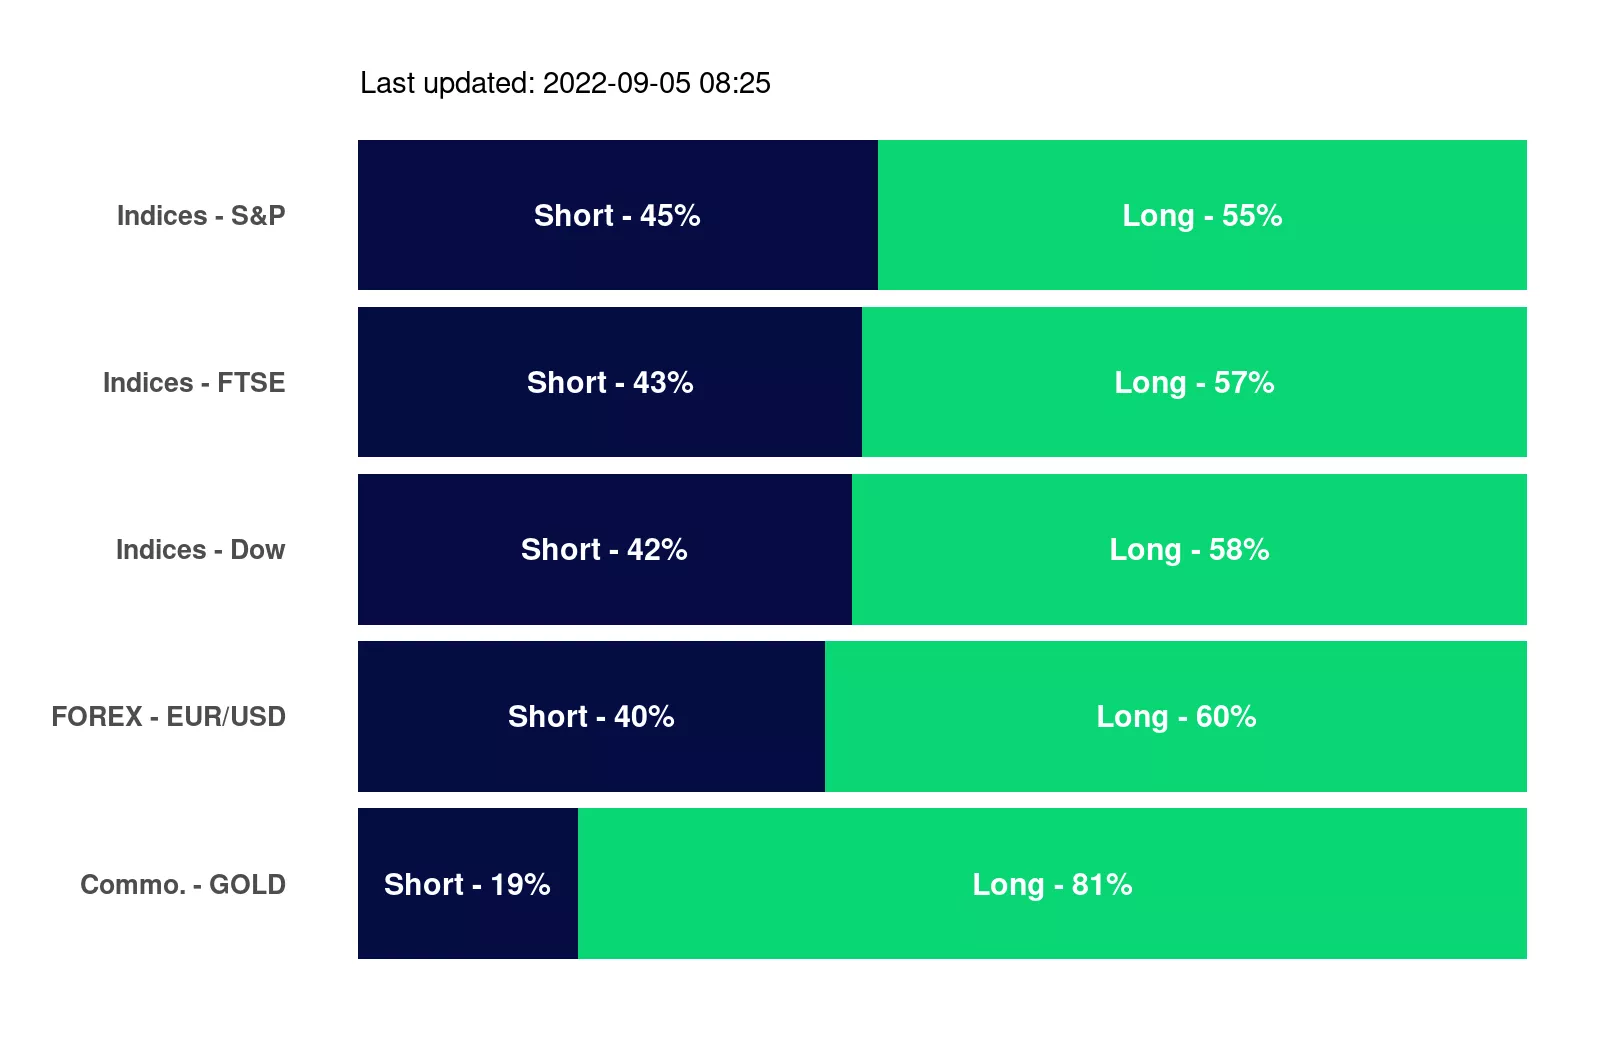 Last updated: 2022-09-05 08:25
Indices - S&P Short - 45% Long - 55%
Indices - FTSE Short - 43% Long - 57%
Indices - Dow Short - 42% Long - 58%
FOREX - EUR/USD Short - 40% Long - 60%
Commo. - GOLD Short - 19% Long - 81%